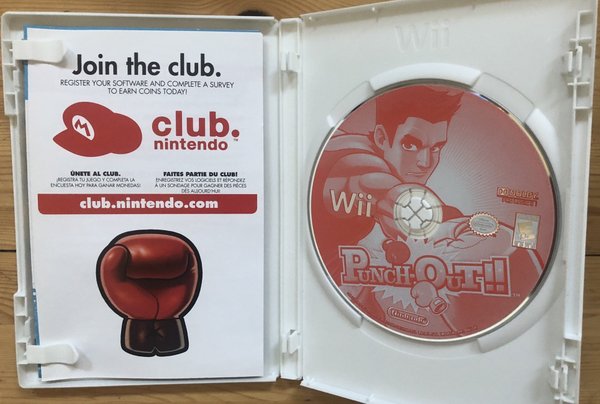 Join the club.
REGISTER YOUR SOFTWARE AND COMPLETE A SURVEY
TO EARN COINS TODAY!
M
club.
nintendo
TM
ÚNETE AL CLUB.
¡REGISTRA TU JUEGO Y COMPLETA LA
ENCUESTA HOY PARA GANAR MONEDAS!
FAITES PARTIE DU CLUB!
ENREGISTREZ VOS LOGICIELS ET RÉPONDEZ
À UN SONDAGE POUR GAGNER DES PIÈCES
DÈS AUJOURD'HUI!
club.nintendo.com
Wii
Wii
PUNCH-OUT!!
TM
Nintendo